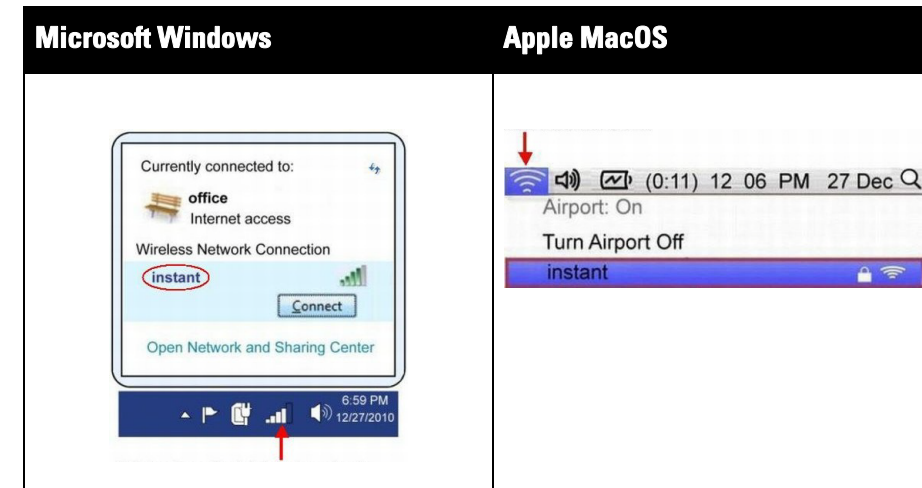 Microsoft Windows
Apple MacOS
Currently connected to:
office
Internet access
Wireless Network Connection
instant
Connect
Open Network and Sharing Center
6:59 PM
12/27/2010
(0:11) 12 06 PM 27 Dec
Airport: On
Turn Airport Off
instant